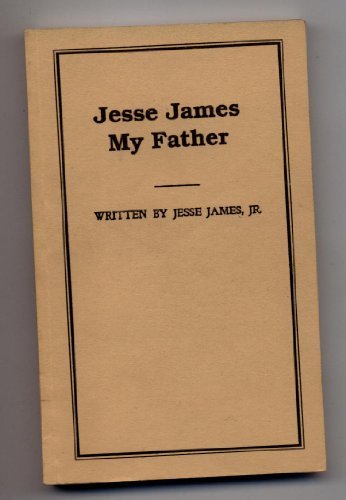 Jesse James
My Father
WRITTEN BY JESSE JAMES, JR.